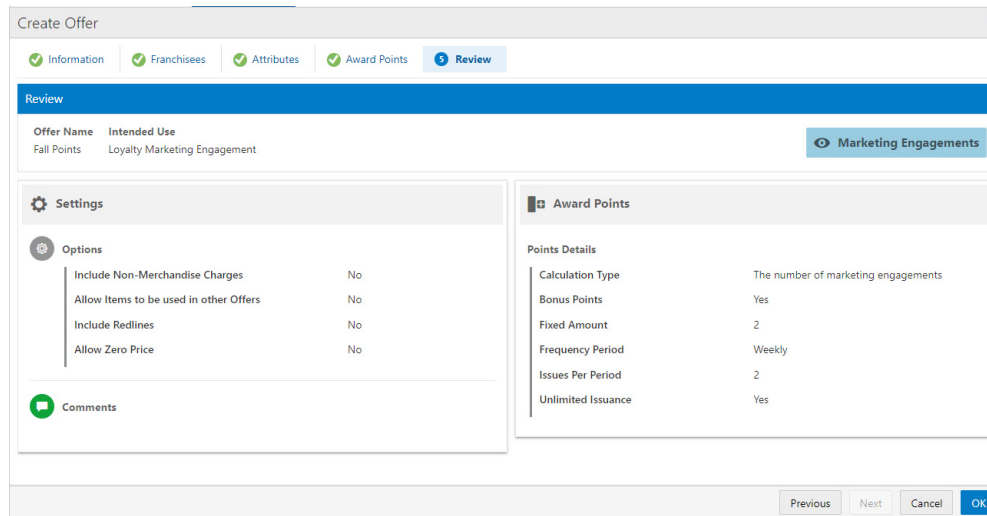 Create Offer
Information Franchisees Attributes Award Points 5 Review
Review
Offer Name Intended Use
Fall Points Loyalty Marketing Engagement
Marketing Engagements
Settings
Options
Include Non-Merchandise Charges No
Allow Items to be used in other Offers No
Include Redlines No
Allow Zero Price No
Comments
Award Points
Points Details
Calculation Type The number of marketing engagements
Bonus Points Yes
Fixed Amount 2
Frequency Period Weekly
Issues Per Period 2
Unlimited Issuance Yes
Previous Next Cancel OK